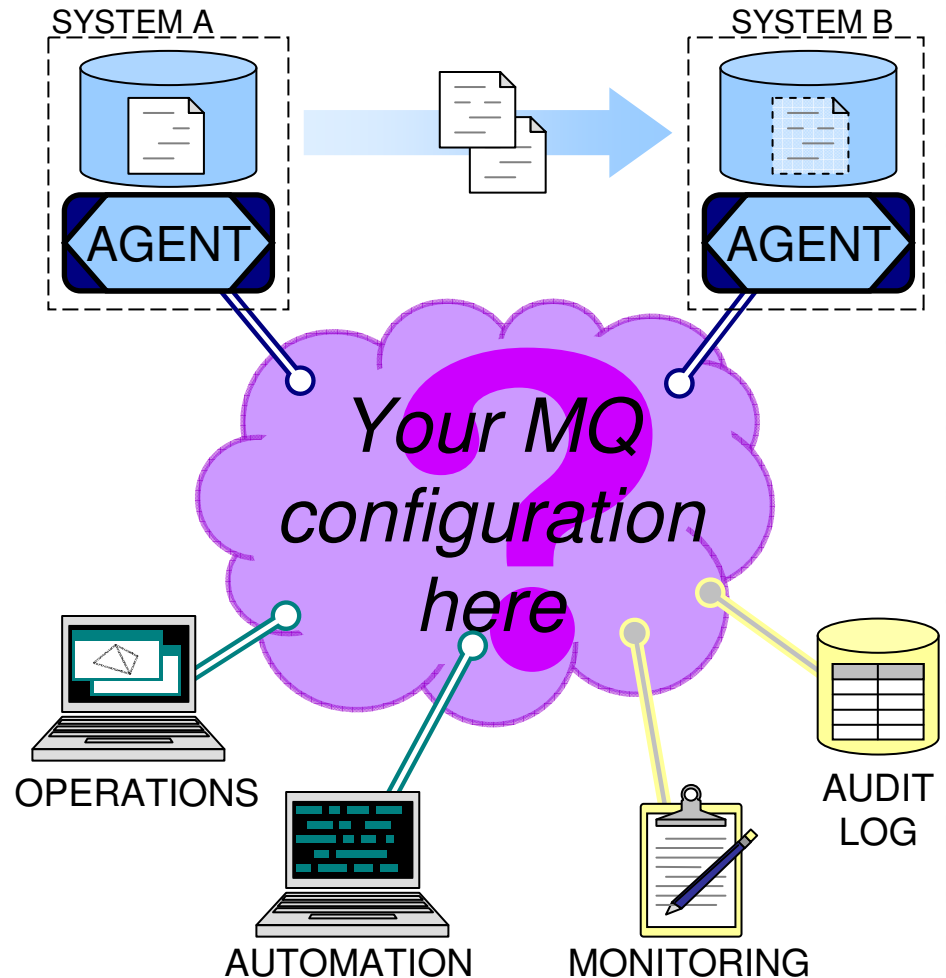 SYSTEM A
SYSTEM B
AGENT
AGENT
?
Your MQ
configuration
here
OPERATIONS
AUDIT
LOG
AUTOMATION
MONITORING